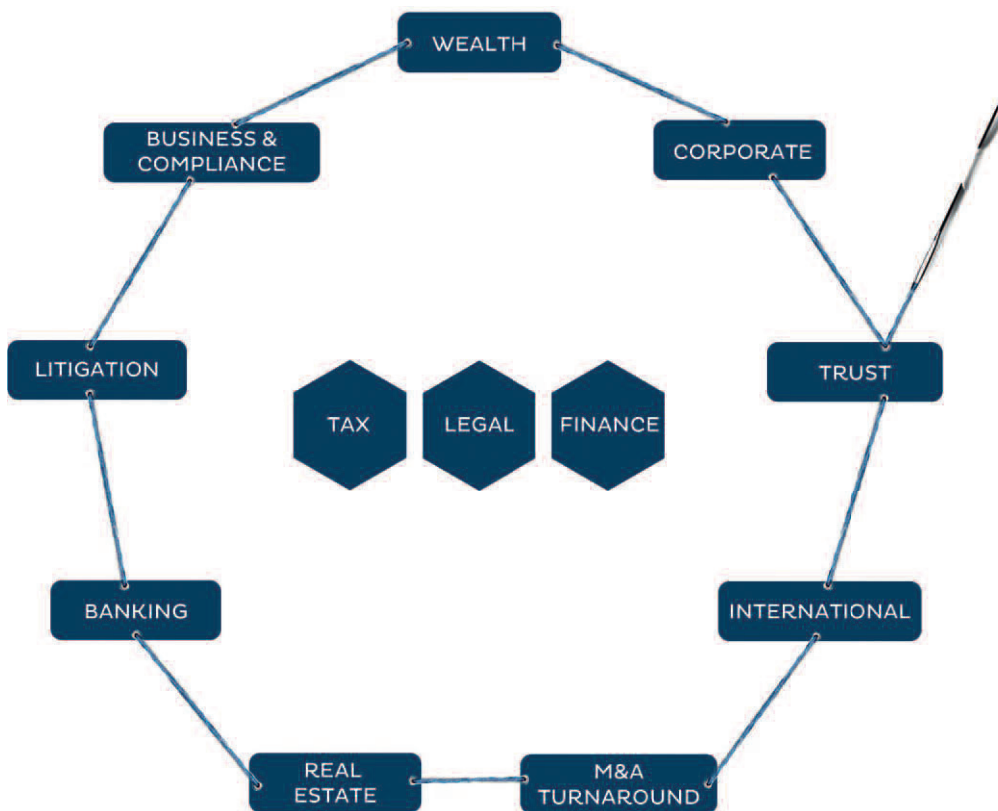 WEALTH
BUSINESS &
COMPLIANCE
CORPORATE
LITIGATION
TRUST
TAX
LEGAL
FINANCE
BANKING
INTERNATIONAL
REAL
ESTATE
M&A
TURNAROUND